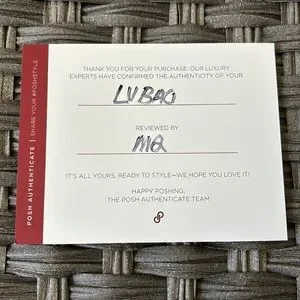 THANK YOU FOR YOUR PURCHASE. OUR LUXURY
EXPERTS HAVE CONFIRMED THE AUTHENTICITY OF YOUR
LV BAG
REVIEWED BY
MQ
IT'S ALL YOURS, READY TO STYLE—WE HOPE YOU LOVE IT!
HAPPY POSHING,
THE POSH AUTHENTICATE TEAM
POSH AUTHENTICATE | SHARE YOUR #POSHSTYLE